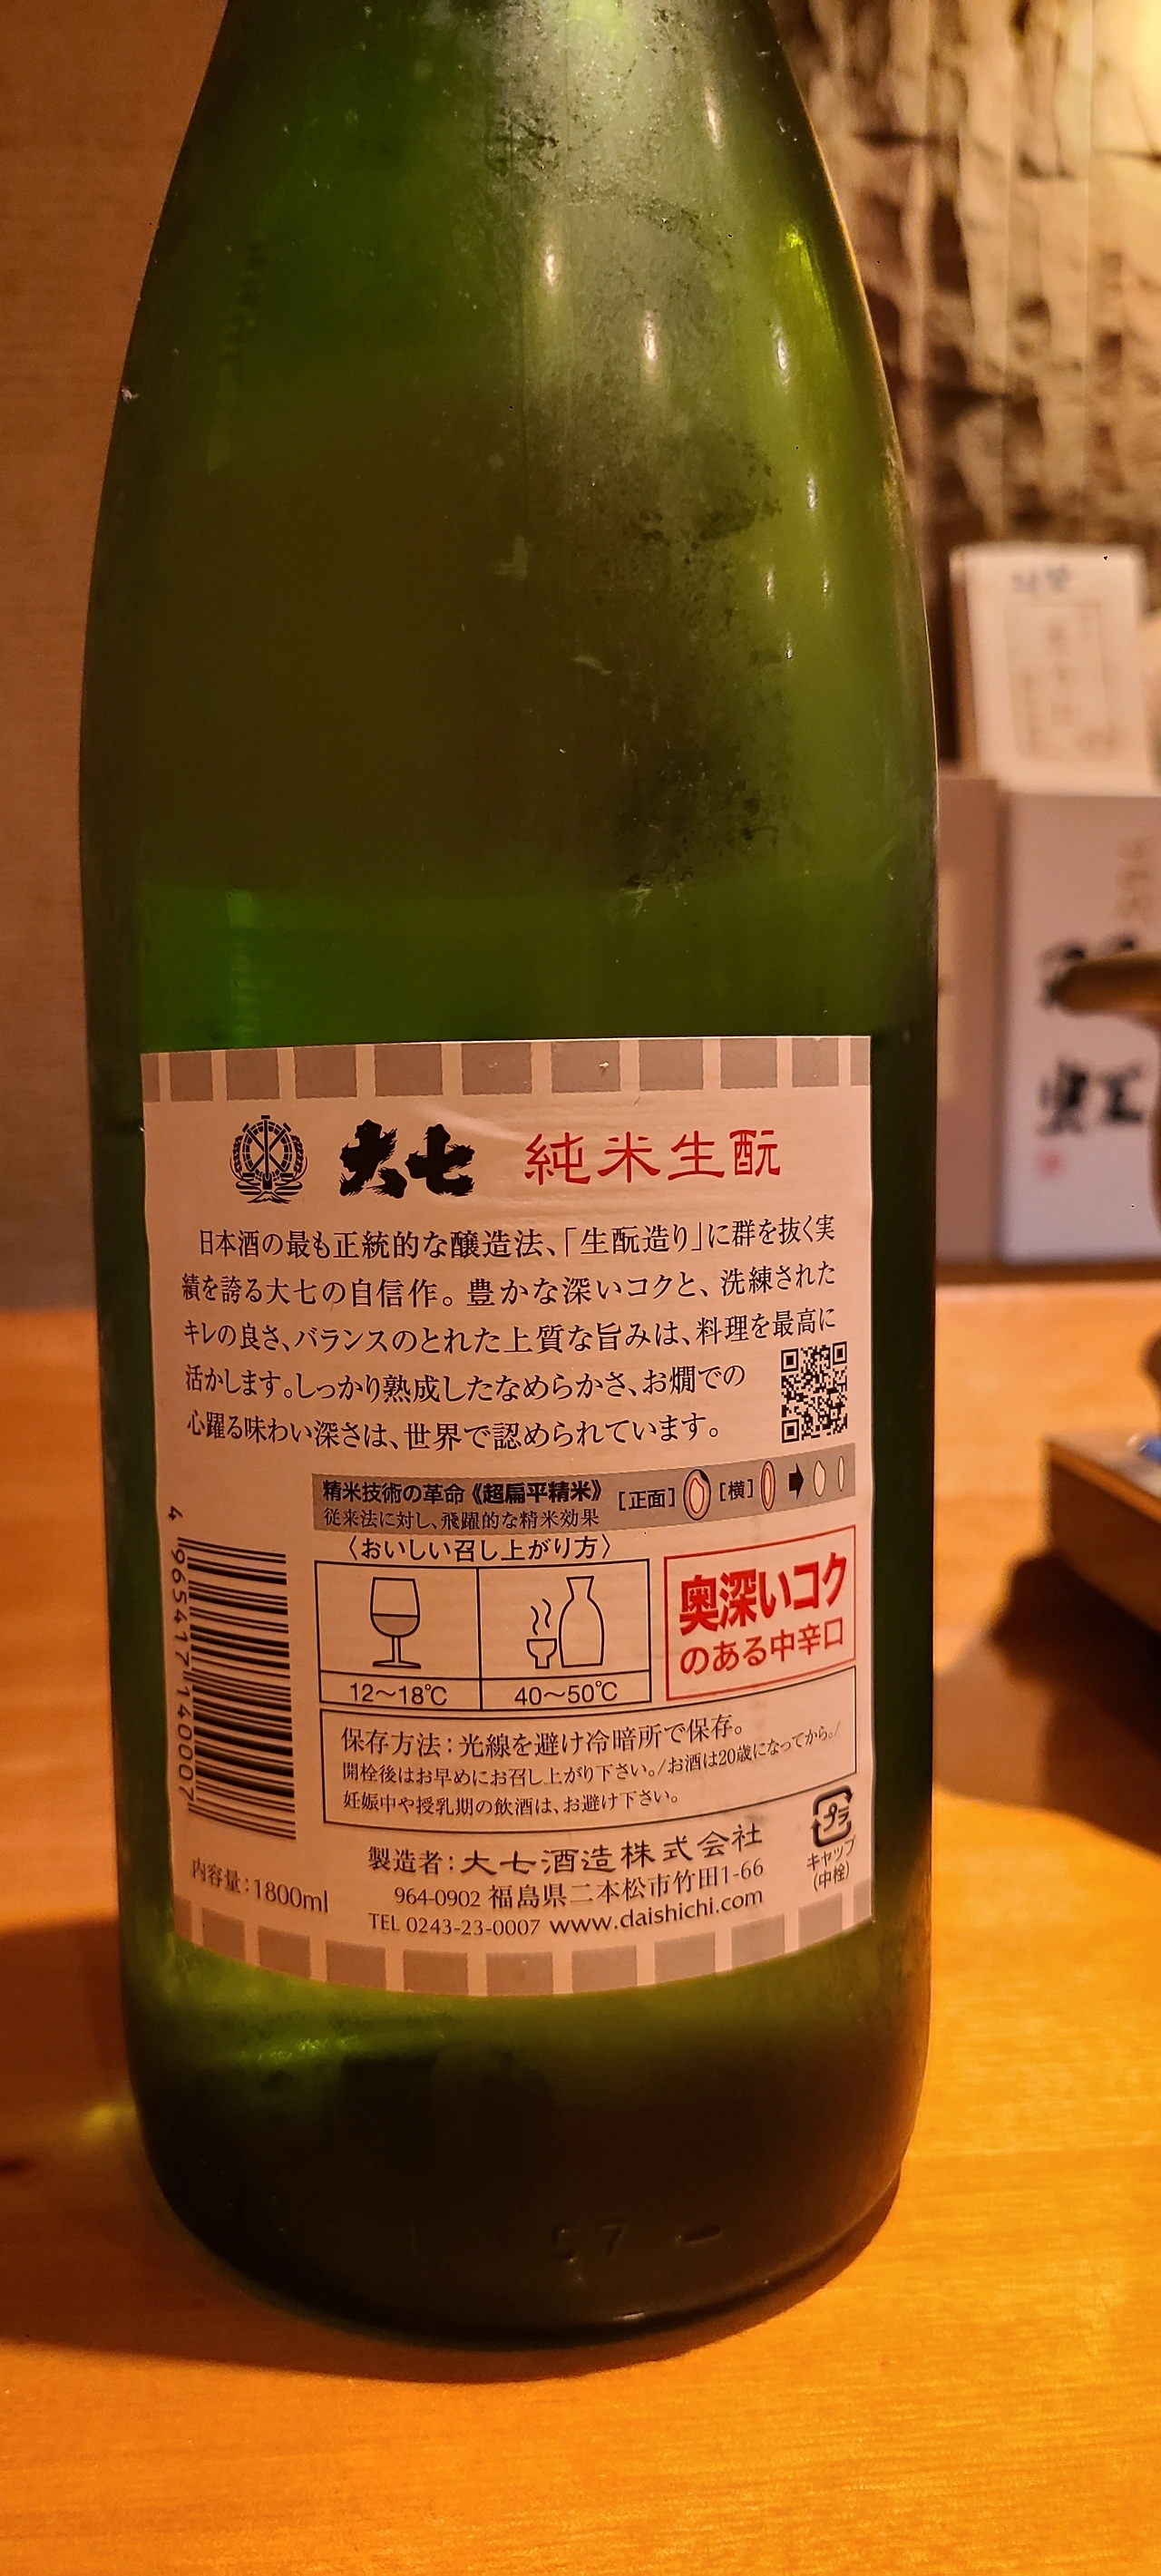 大七 純米生酛
日本酒の最も正統的な醸造法、「生酛造り」に群を抜く実
績を誇る大七の自信作。豊かな深いコクと、洗練された
キレの良さ、バランスのとれた上質な旨みは、料理を最高に
活かします。しっかり熟成したなめらかさ、お燗での
心躍る味わい深さは、世界で認められています。
精米技術の革命《超扁平精米》 [正面] [横]
従来法に対し、飛躍的な精米効果
〈おいしい召し上がり方〉
12〜18℃ 40〜50℃
奥深いコク
のある中辛口
保存方法：光線を避け冷暗所で保存。
開栓後はお早めにお召し上がり下さい。/お酒は20歳になってから。/
妊娠中や授乳期の飲酒は、お避け下さい。
4 965417 140007
内容量：1800ml
製造者：大七酒造株式会社
964-0902 福島県二本松市竹田1-66
TEL 0243-23-0007 www.daishichi.com
プラ
キャップ
(中栓)
57 -
虹